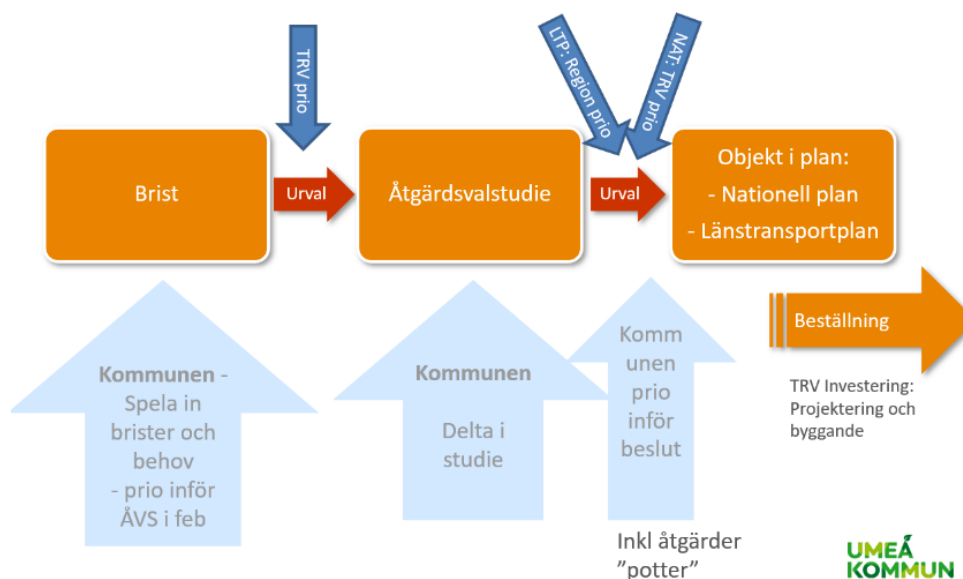 TRV prio
LTP: Region prio
NAT: TRV prio
Brist
Urval
Åtgärdsvalstudie
Urval
Objekt i plan:
- Nationell plan
- Länstransportplan
Kommunen -
Spela in
brister och
behov
- prio inför
ÅVS i feb
Kommunen
Delta i
studie
Komm
unen
prio
inför
beslut
Beställning
TRV Investering:
Projektering och
byggande
Inkl åtgärder
”potter”
UMEÅ
KOMMUN